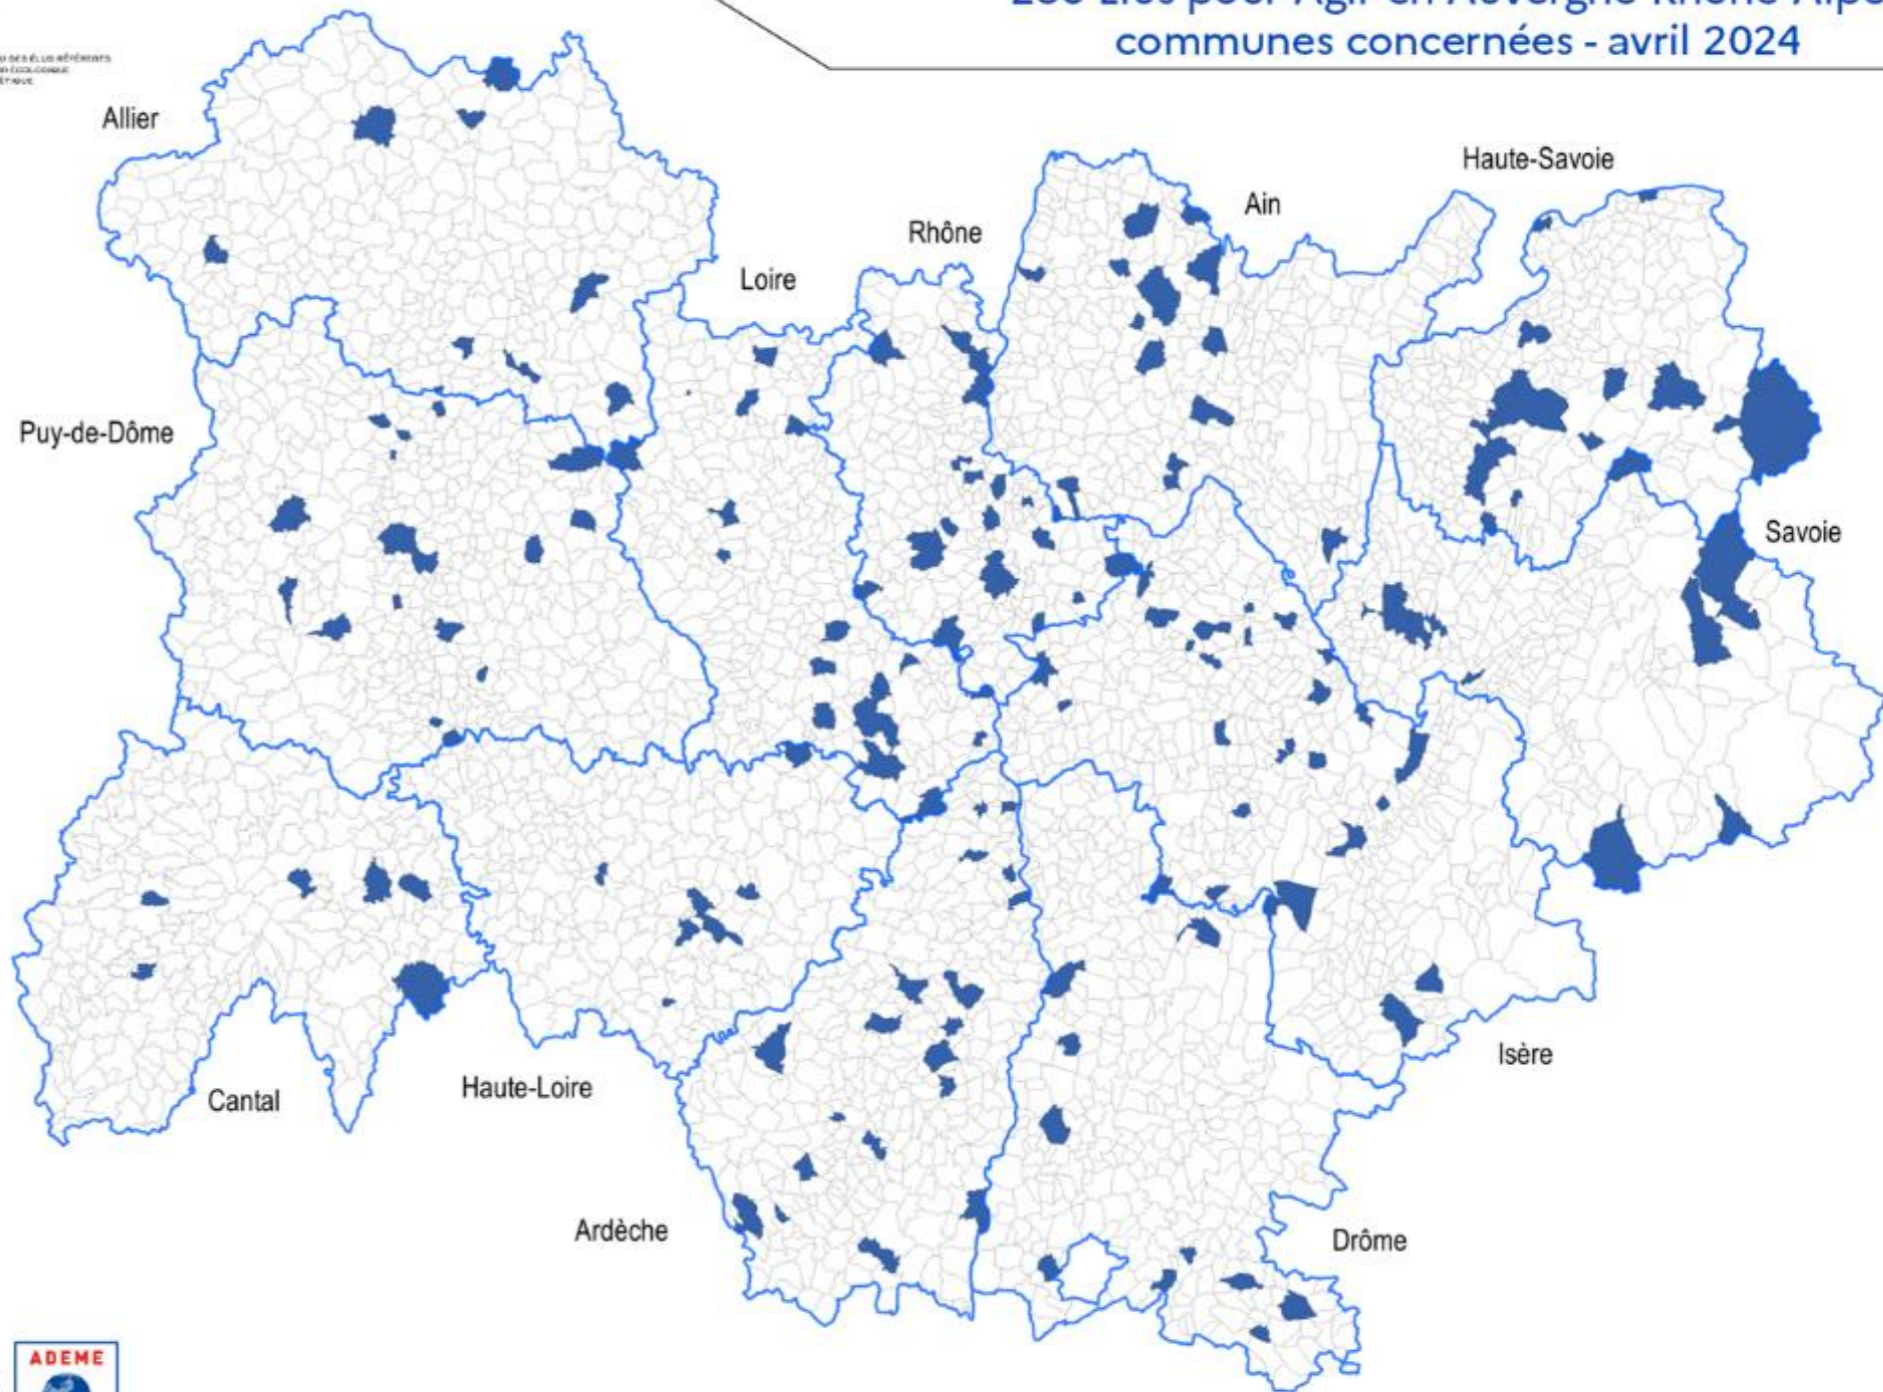 communes concernées - avril 2024
Allier
Haute-Savoie
Ain
Rhône
Loire
Puy-de-Dôme
Savoie
Isère
Haute-Loire
Cantal
Ardèche
Drôme
ADEME